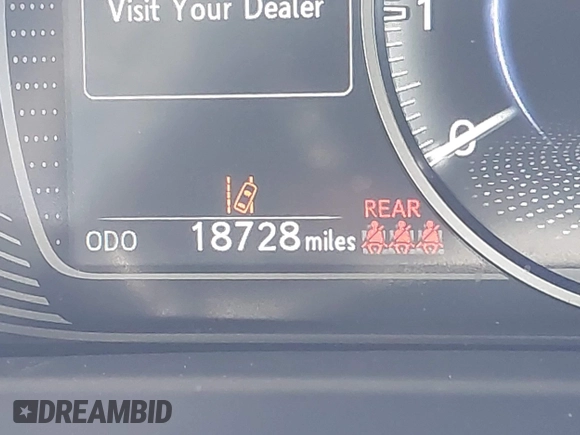 Visit Your Dealer
1
0
REAR
ODO 18728 miles
DREAMBID